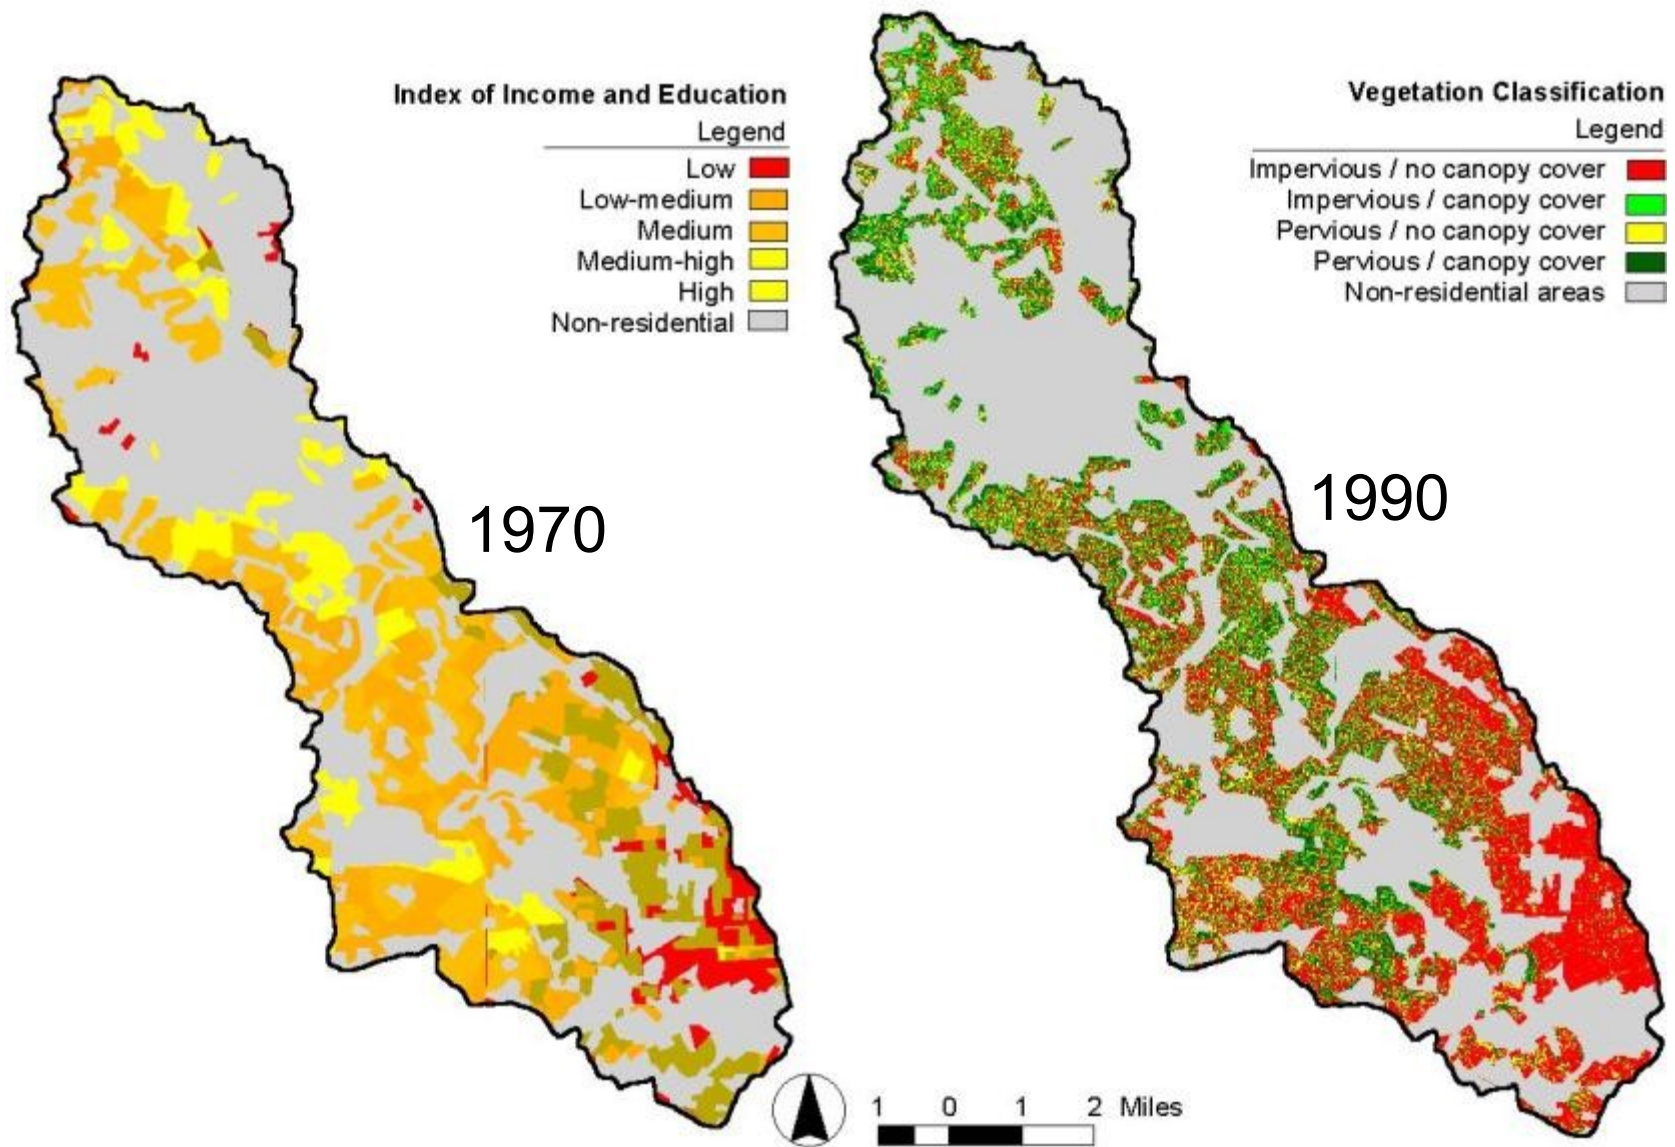 Index of Income and Education
Legend
Low
Low-medium
Medium
Medium-high
High
Non-residential
1970
Vegetation Classification
Legend
Impervious / no canopy cover
Impervious / canopy cover
Pervious / no canopy cover
Pervious / canopy cover
Non-residential areas
1990
1 0 1 2 Miles